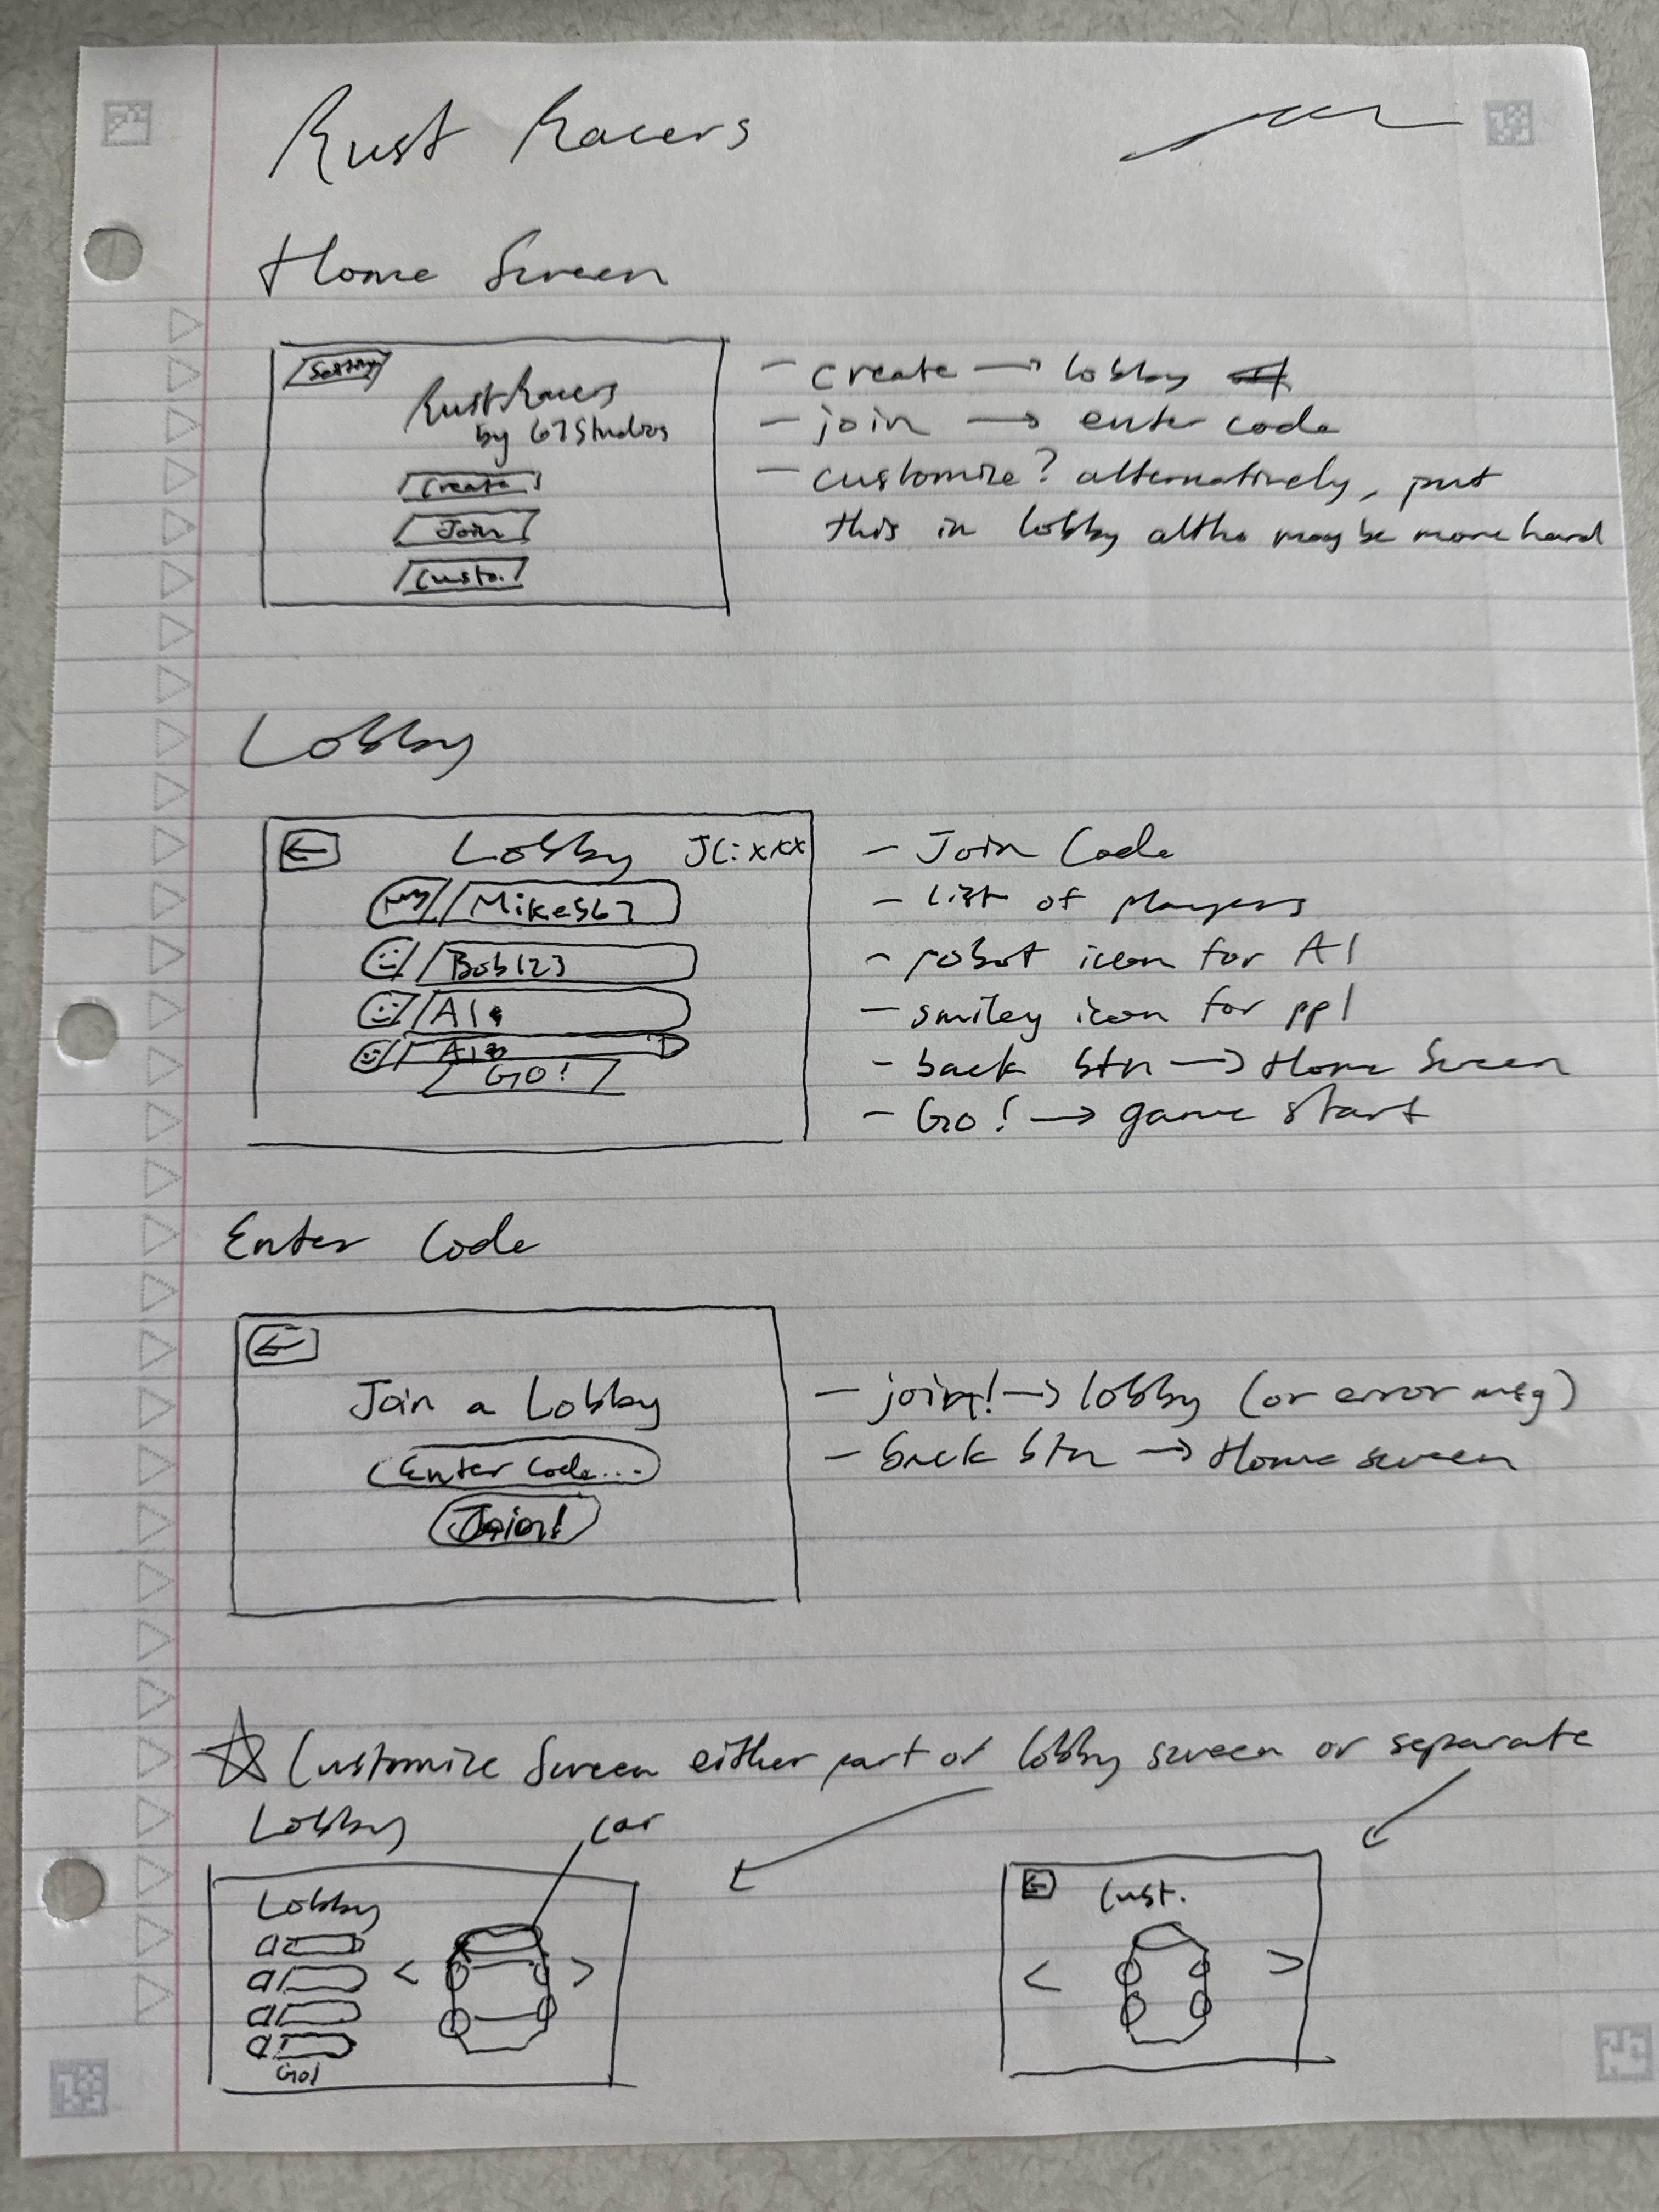 Rust Racers
Home Screen
Settings
Rust Racers
by 67 Studios
Create
Join
Custo.
- create → lobby
- join → enter code
- customize? alternatively, put
this in lobby altho may be more hard
Lobby
Lobby JC: xxx
Mike567
Bob123
AI
AI
GO!
- Join Code
- list of players
- robot icon for AI
- smiley icon for ppl
- back btn → Home Screen
- GO! → game start
Enter Code
Join a Lobby
Enter Code...
Join!
- join! → lobby (or error msg)
- back btn → Home screen
☆ Customize Screen either part of lobby screen or separate
Lobby
car
Lobby
< >
GO!
Cust.
< >